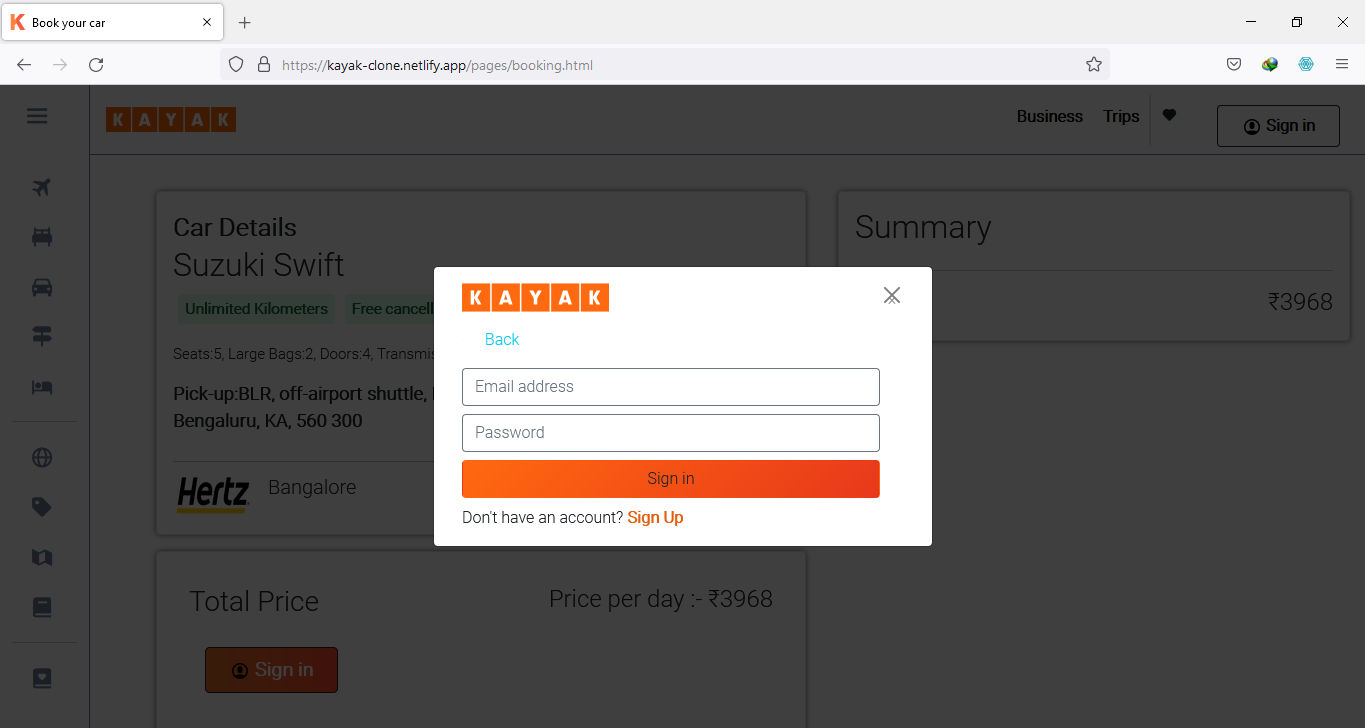 Book your car
https://kayak-clone.netlify.app/pages/booking.html
KAYAK
Business
Trips
Sign in
Car Details
Suzuki Swift
Unlimited Kilometers
Free cancell
Seats:5, Large Bags:2, Doors:4, Transmis
Pick-up:BLR, off-airport shuttle,
Bengaluru, KA, 560 300
Hertz
Bangalore
Summary
₹3968
KAYAK
Back
Email address
Password
Sign in
Don't have an account? Sign Up
Total Price
Price per day :- ₹3968
Sign in